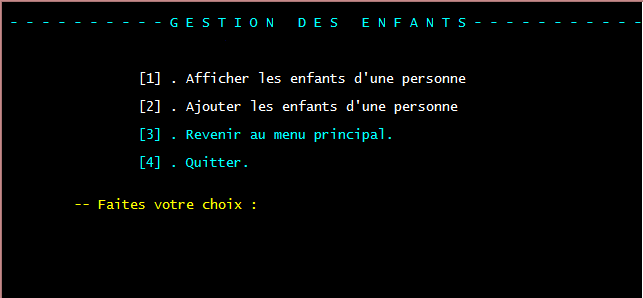 - - - - - - - - - - G E S T I O N   D E S   E N F A N T S - - - - - - - - - - -
[1] . Afficher les enfants d'une personne
[2] . Ajouter les enfants d'une personne
[3] . Revenir au menu principal.
[4] . Quitter.
-- Faites votre choix :